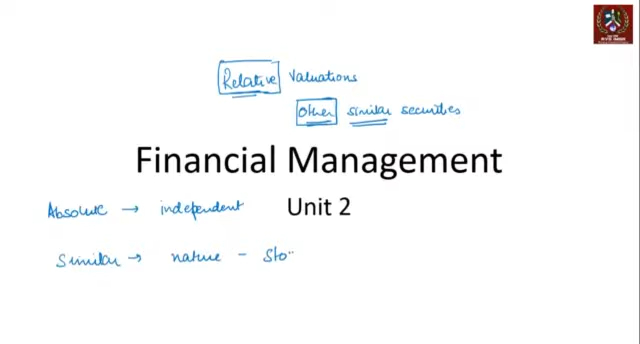 Relative Valuations
Other similar securities
Financial Management
Absolute → independent
Unit 2
Similar → nature - Sto